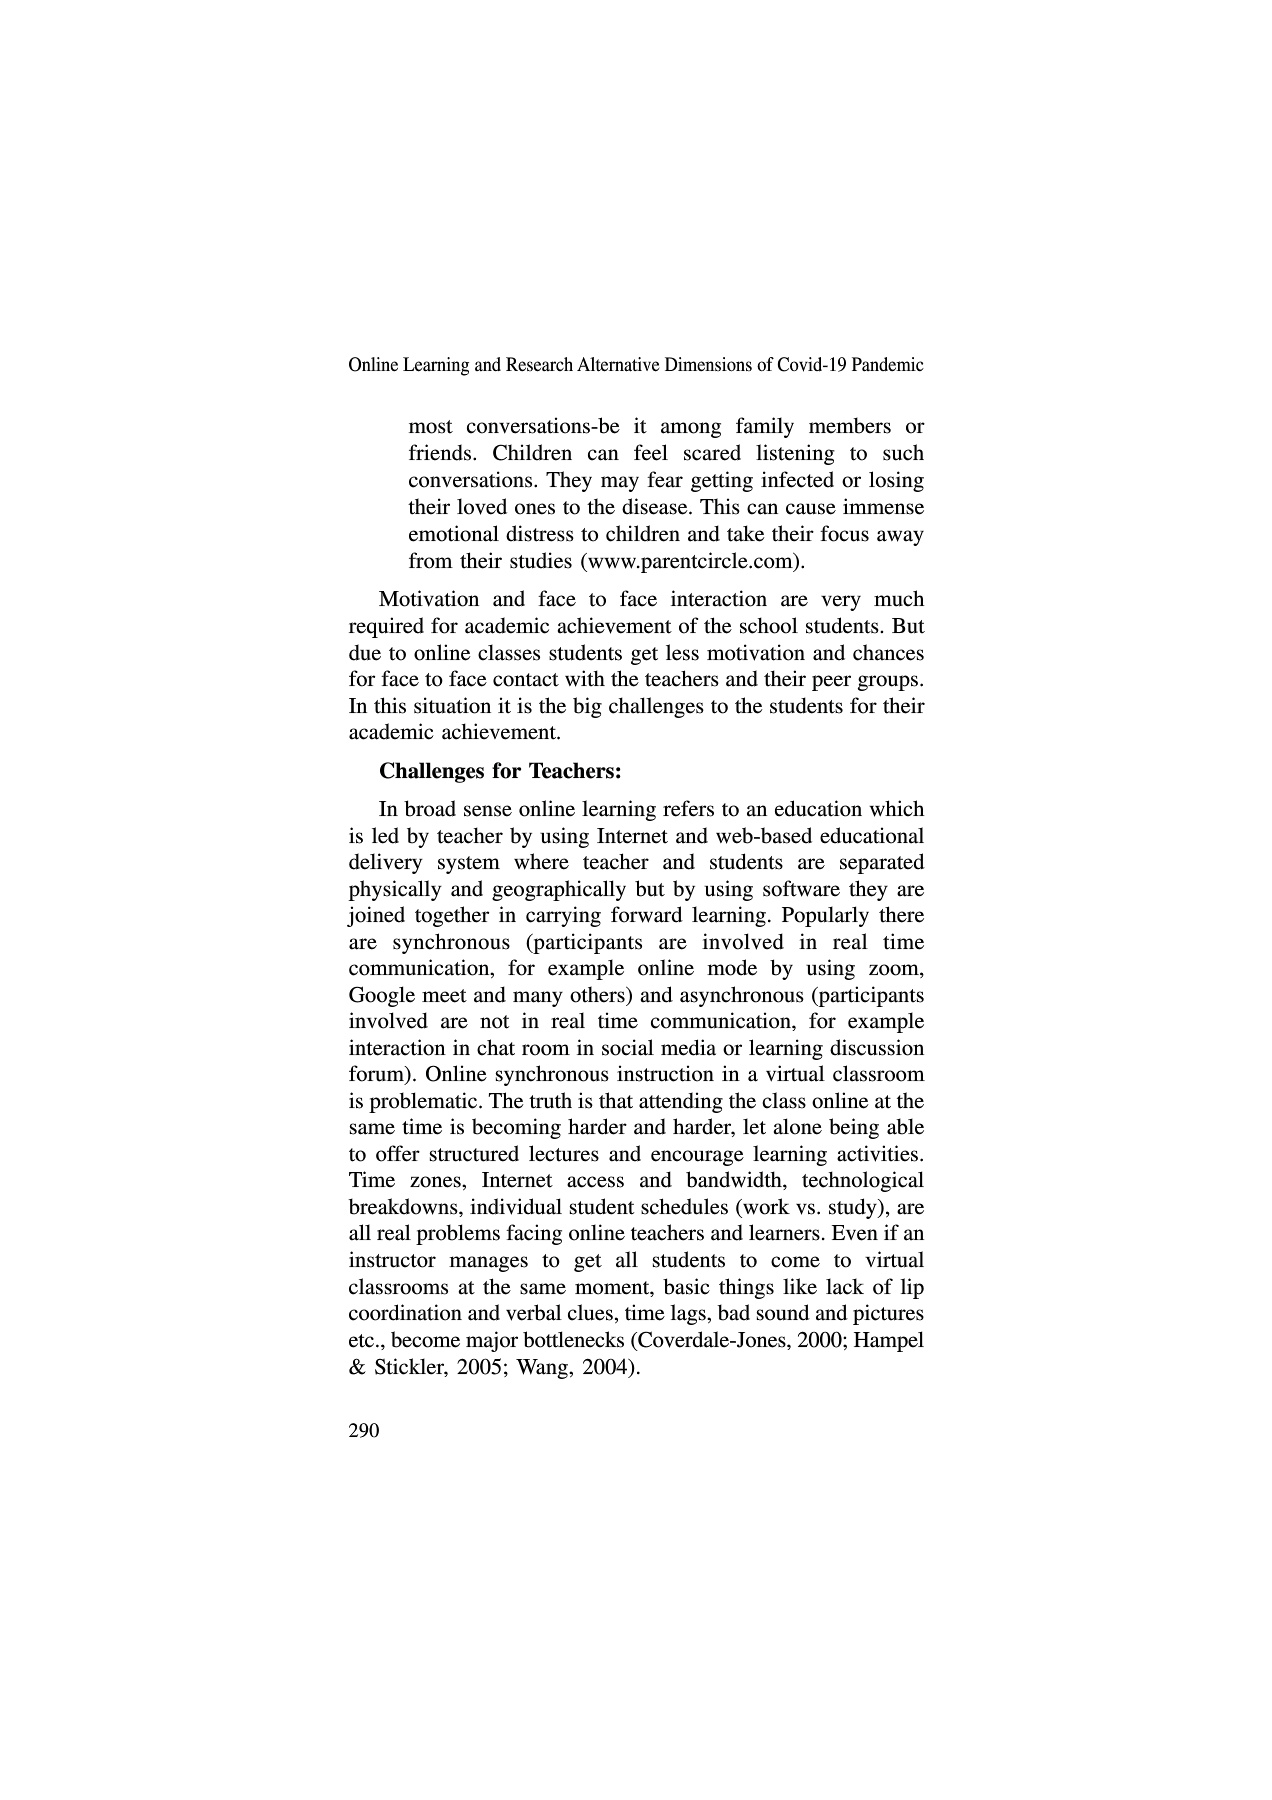 Online Learning and Research Alternative Dimensions of Covid-19 Pandemic
most conversations-be it among family members or
friends. Children can feel scared listening to such
conversations. They may fear getting infected or losing
their loved ones to the disease. This can cause immense
emotional distress to children and take their focus away
from their studies (www.parentcircle.com).
Motivation and face to face interaction are very much
required for academic achievement of the school students. But
due to online classes students get less motivation and chances
for face to face contact with the teachers and their peer groups.
In this situation it is the big challenges to the students for their
academic achievement.
Challenges for Teachers:
In broad sense online learning refers to an education which
is led by teacher by using Internet and web-based educational
delivery system where teacher and students are separated
physically and geographically but by using software they are
joined together in carrying forward learning. Popularly there
are synchronous (participants are involved in real time
communication, for example online mode by using zoom,
Google meet and many others) and asynchronous (participants
involved are not in real time communication, for example
interaction in chat room in social media or learning discussion
forum). Online synchronous instruction in a virtual classroom
is problematic. The truth is that attending the class online at the
same time is becoming harder and harder, let alone being able
to offer structured lectures and encourage learning activities.
Time zones, Internet access and bandwidth, technological
breakdowns, individual student schedules (work vs. study), are
all real problems facing online teachers and learners. Even if an
instructor manages to get all students to come to virtual
classrooms at the same moment, basic things like lack of lip
coordination and verbal clues, time lags, bad sound and pictures
etc., become major bottlenecks (Coverdale-Jones, 2000; Hampel
& Stickler, 2005; Wang, 2004).
290